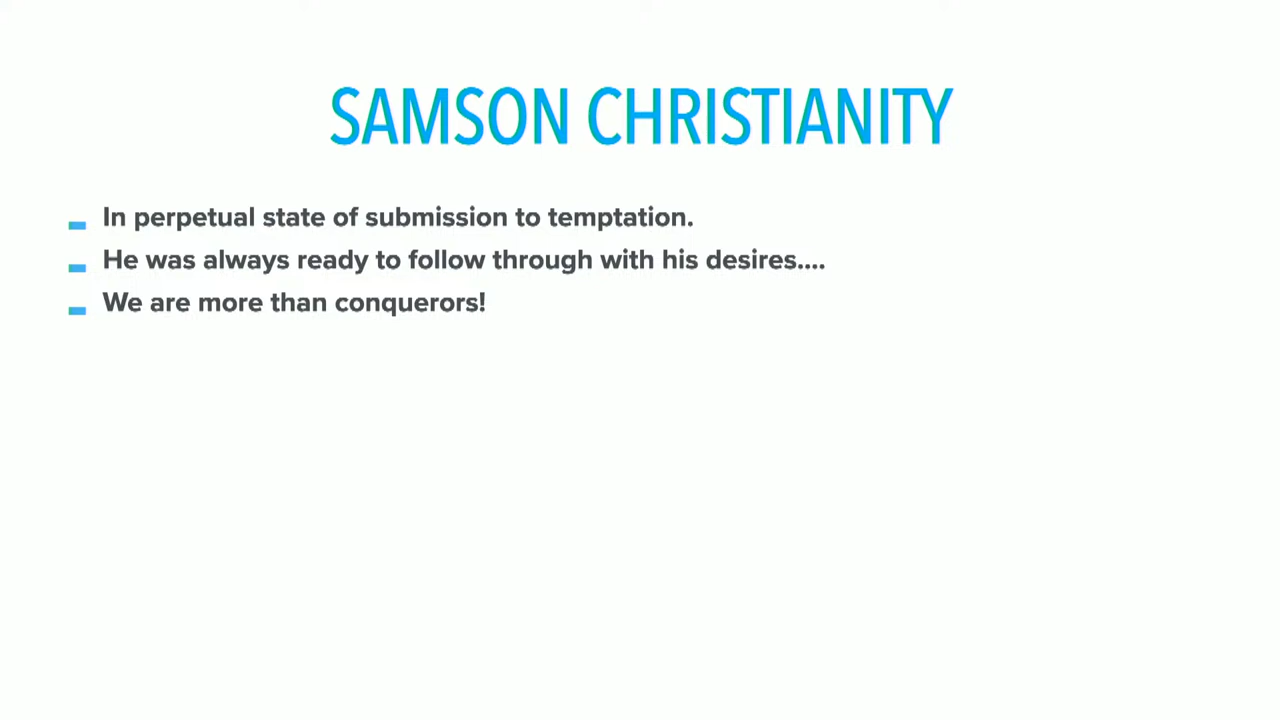 SAMSON CHRISTIANITY
In perpetual state of submission to temptation.
He was always ready to follow through with his desires....
We are more than conquerors!